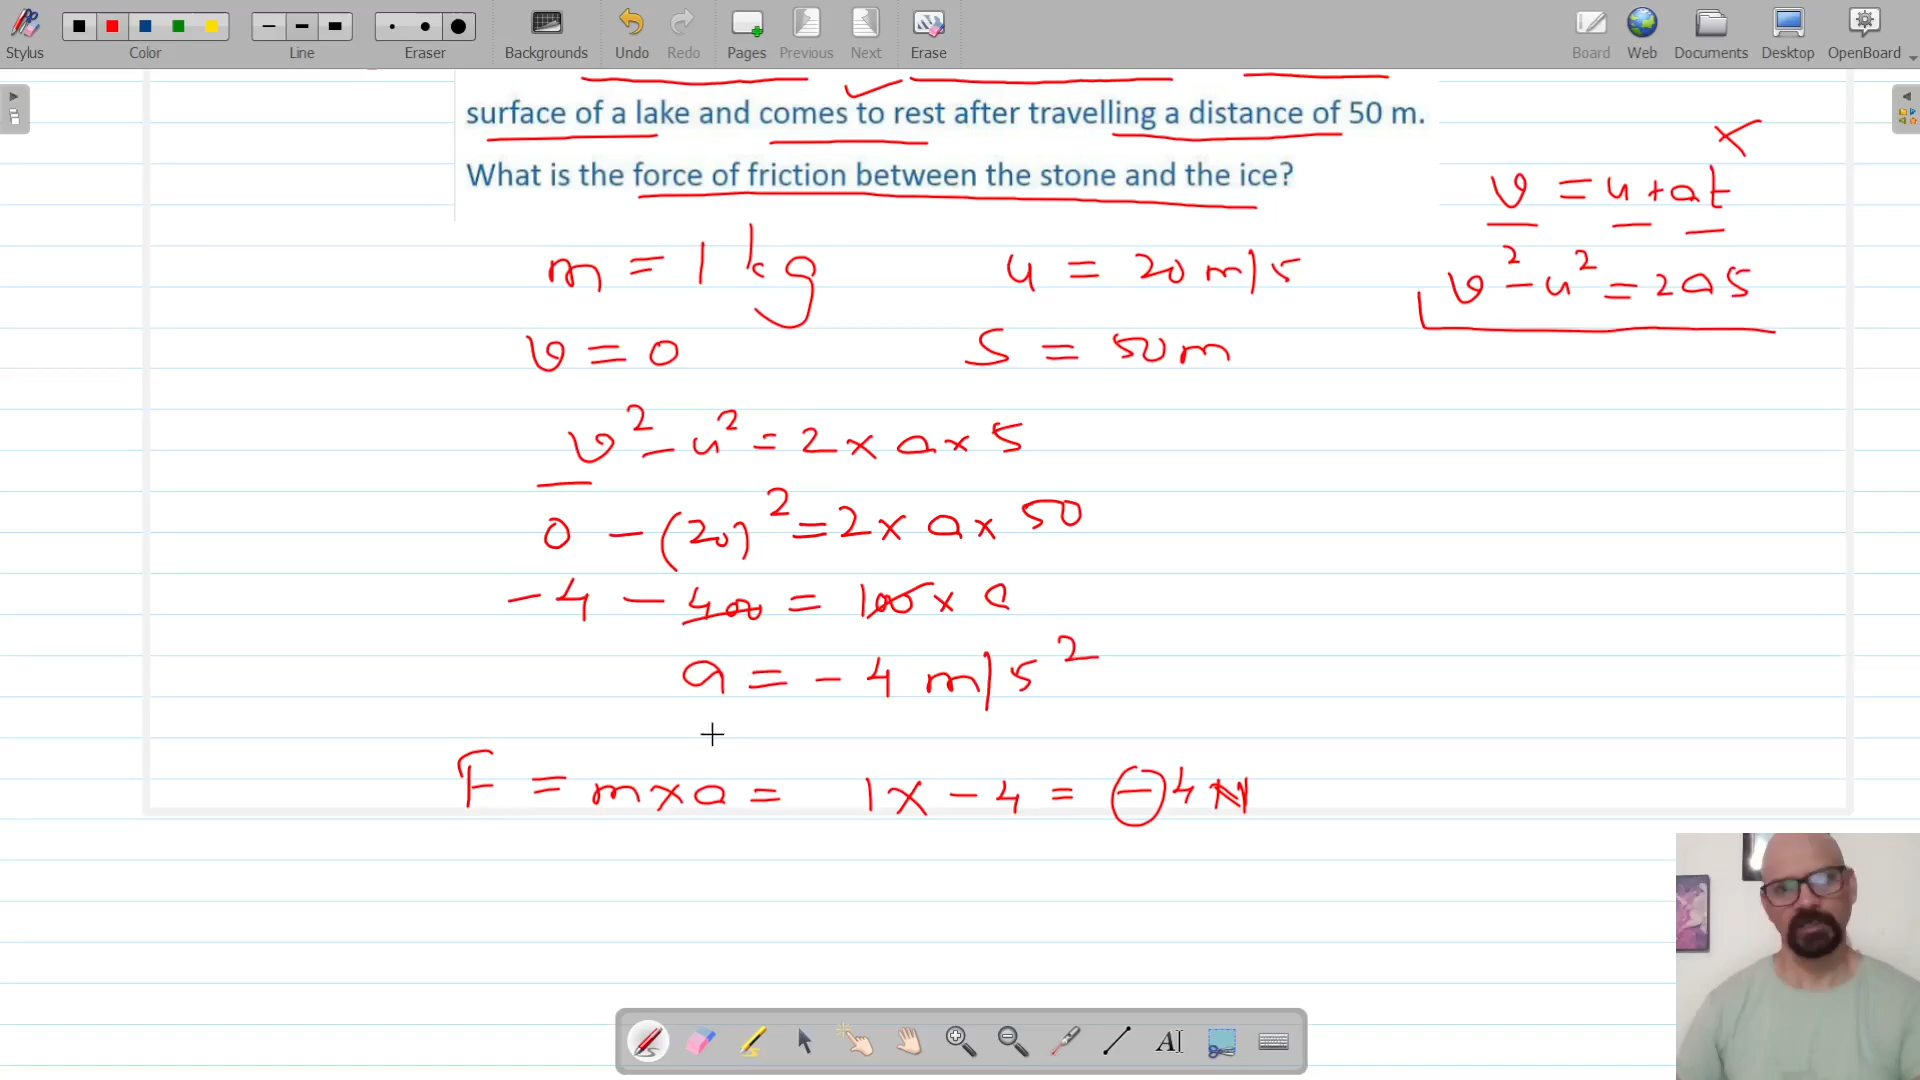 Stylus Color Line Eraser Backgrounds Undo Redo Pages Previous Next Erase Board Web Documents Desktop OpenBoard
surface of a lake and comes to rest after travelling a distance of 50 m.
What is the force of friction between the stone and the ice?
v = u + at
v² - u² = 2as
m = 1 kg u = 20 m/s
v = 0 S = 50m
v² - u² = 2 × a × s
0 - (20)² = 2 × a × 50
-4 - 400 = 100 × a
a = -4 m/s²
F = m × a = 1 × -4 = -4 N
AI